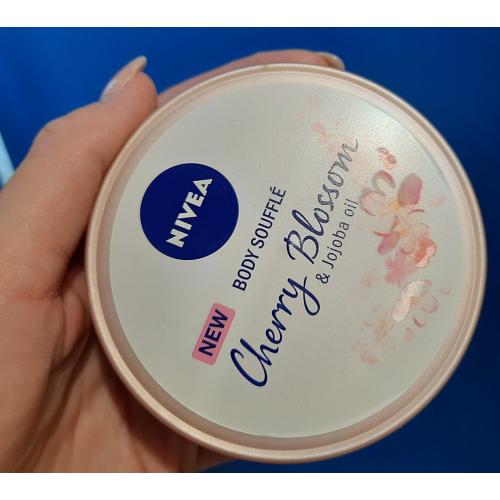 NIVEA
BODY SOUFFLÉ
NEW
Cherry Blossom
& Jojoba oil